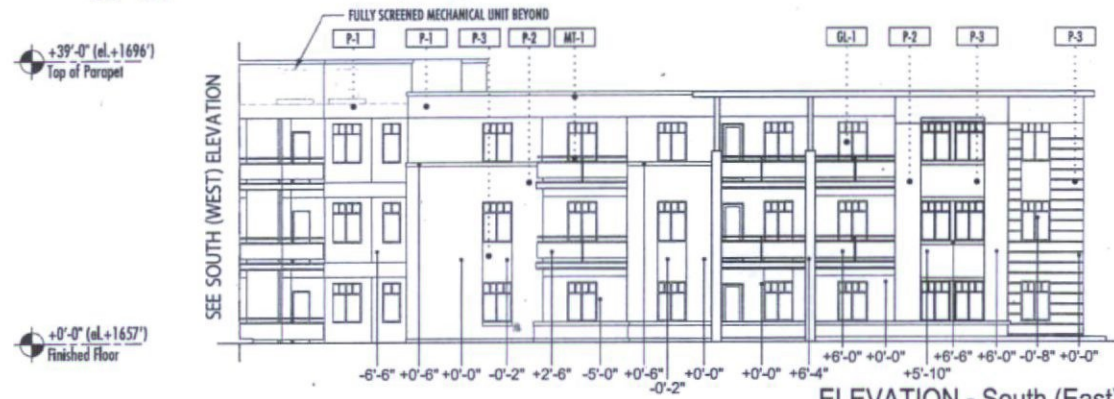 FULLY SCREENED MECHANICAL UNIT BEYOND
P-1 P-1 P-3 P-2 MT-1 GL-1 P-2 P-3 P-3
+39'-0" (el.+1696')
Top of Parapet
SEE SOUTH (WEST) ELEVATION
+0'-0" (el.+1657')
Finished Floor
-6'-6" +0'-6" +0'-0" -0'-2" +2'-6" -5'-0" +0'-6" -0'-2" +0'-0" +0'-0" +6'-4" +6'-0" +0'-0" +5'-10" +6'-6" +6'-0" -0'-8" +0'-0"
ELEVATION - South (East)